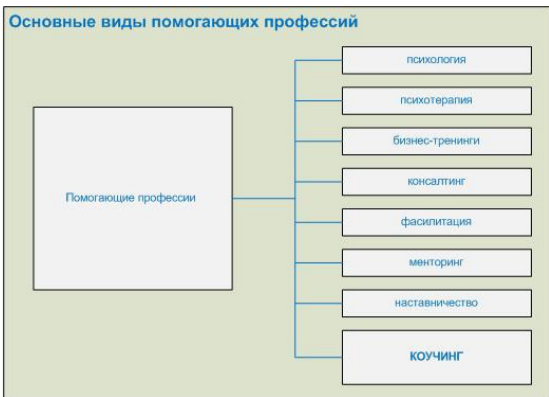 Основные виды помогающих профессий
Помогающие профессии
психология
психотерапия
бизнес-тренинги
консалтинг
фасилитация
менторинг
наставничество
КОУЧИНГ